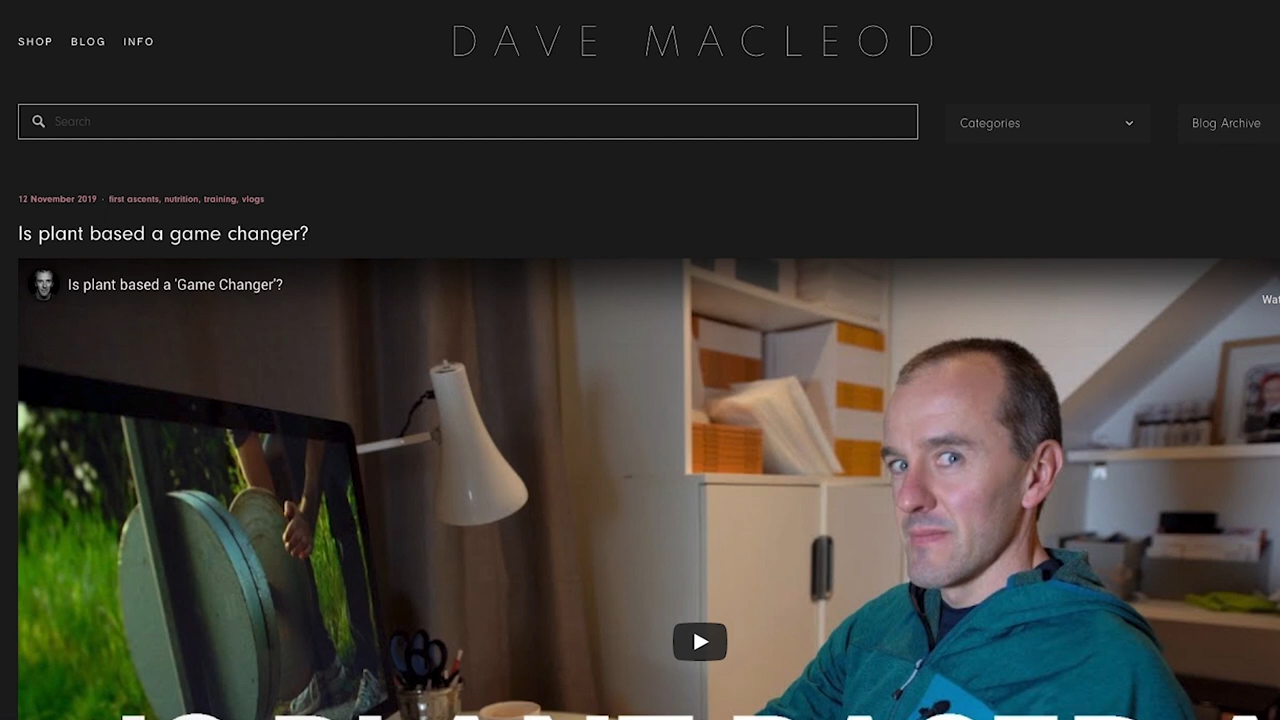 SHOP BLOG INFO
DAVE MACLEOD
Search
Categories
Blog Archive
12 November 2019 · first ascents, nutrition, training, vlogs
Is plant based a game changer?
Is plant based a 'Game Changer'?